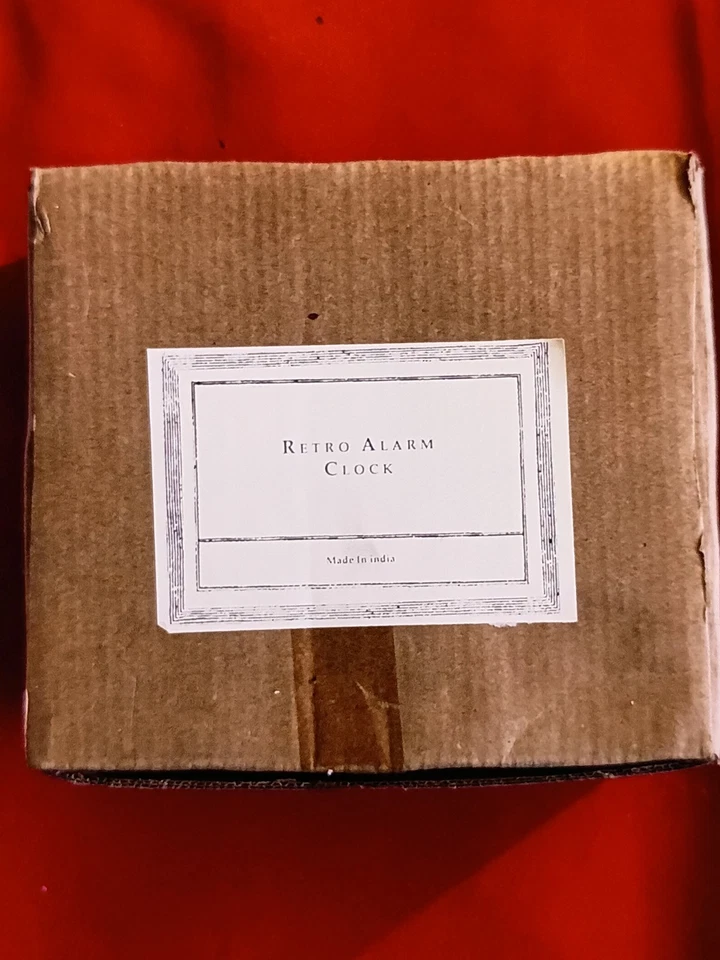 Retro Alarm
Clock
Made In india